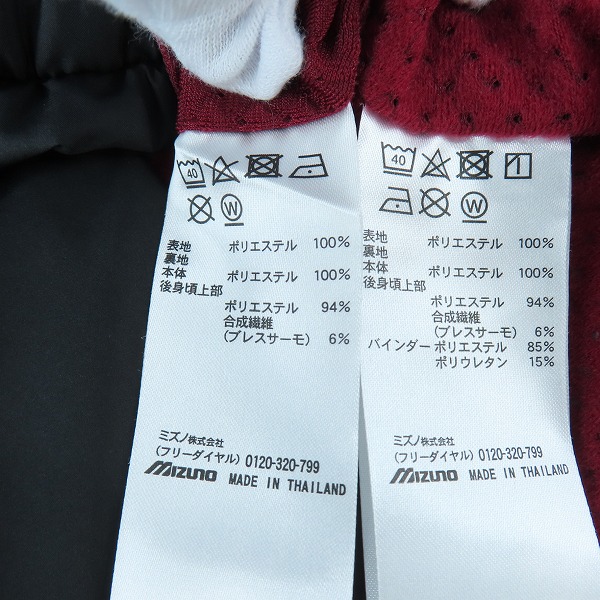 40
W
表地 ポリエステル 100%
裏地
本体 ポリエステル 100%
後身頃上部
ポリエステル 94%
合成繊維
(ブレスサーモ) 6%
ミズノ株式会社
(フリーダイヤル) 0120-320-799
MIZUNO MADE IN THAILAND
40
W
表地 ポリエステル 100%
裏地
本体 ポリエステル 100%
後身頃上部
ポリエステル 94%
合成繊維
(ブレスサーモ) 6%
バインダー ポリエステル 85%
ポリウレタン 15%
ミズノ株式会社
(フリーダイヤル) 0120-320-799
MIZUNO MADE IN THAILAND